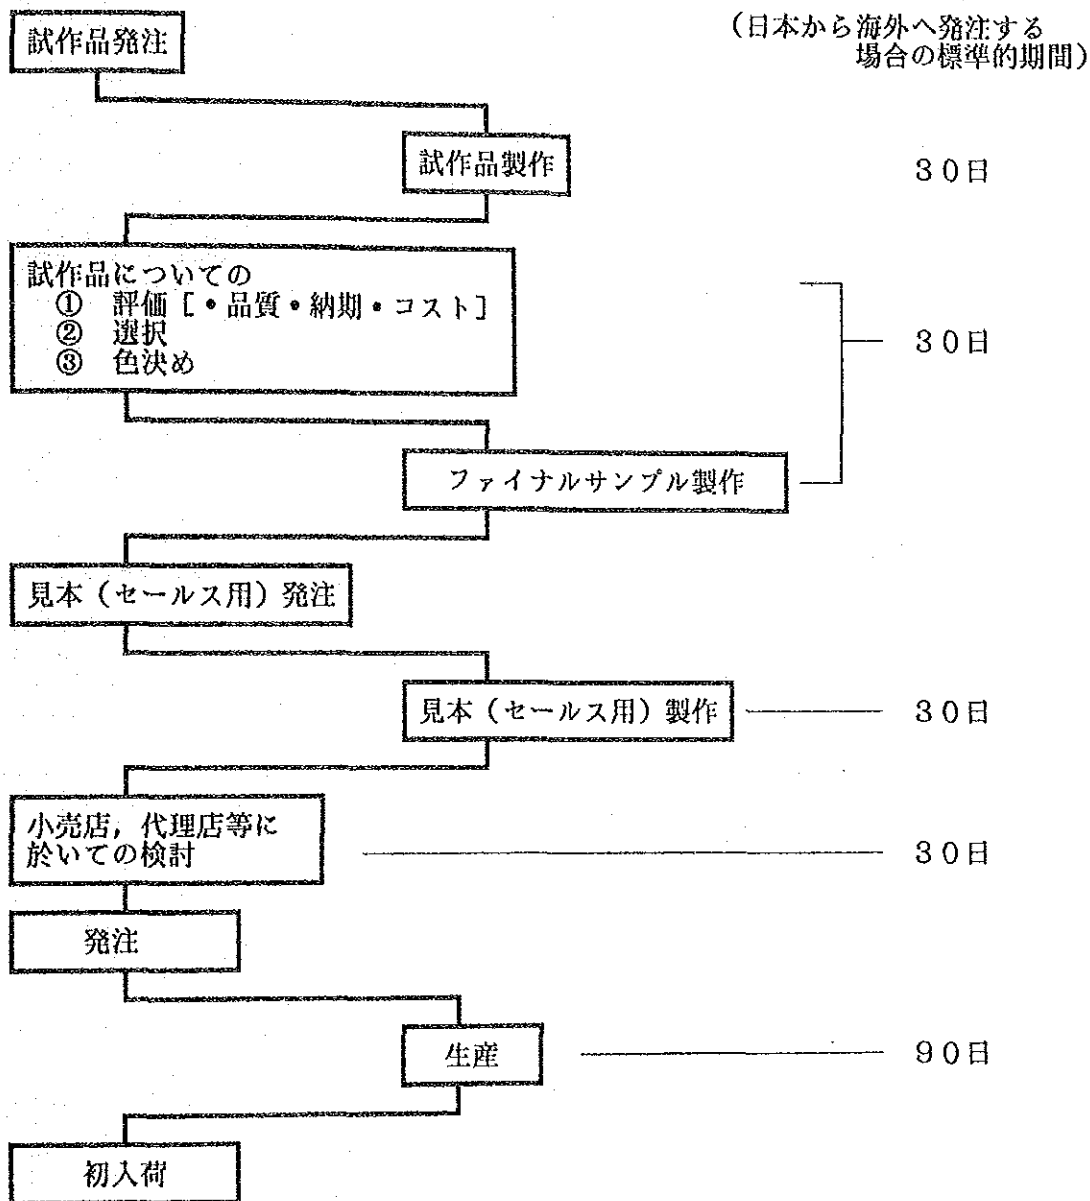 試作品発注
(日本から海外へ発注する
場合の標準的期間)
試作品製作
30日
試作品についての
① 評価[・品質・納期・コスト]
② 選択
③ 色決め
30日
ファイナルサンプル製作
見本(セールス用)発注
見本(セールス用)製作
30日
小売店,代理店等に
於いての検討
30日
発注
生産
90日
初入荷